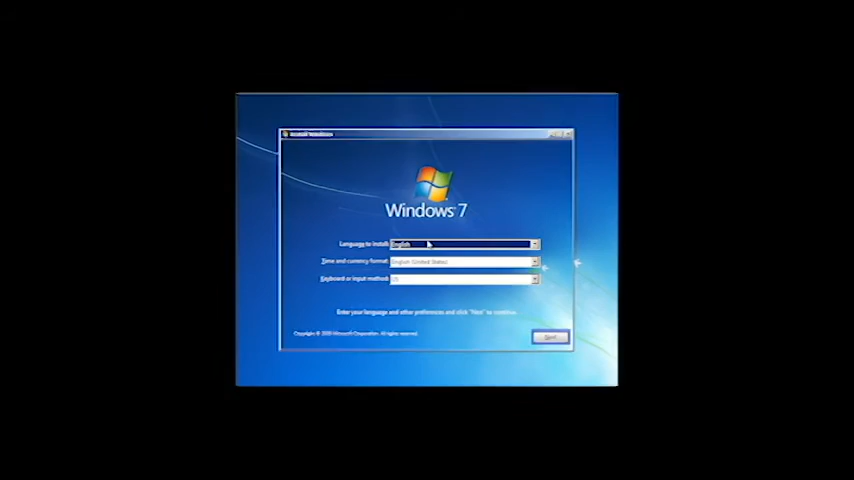 Install Windows
Windows 7
Language to install: English
Time and currency format: English (United States)
Keyboard or input method: US
Enter your language and other preferences and click "Next" to continue.
Copyright © 2009 Microsoft Corporation. All rights reserved.
Next